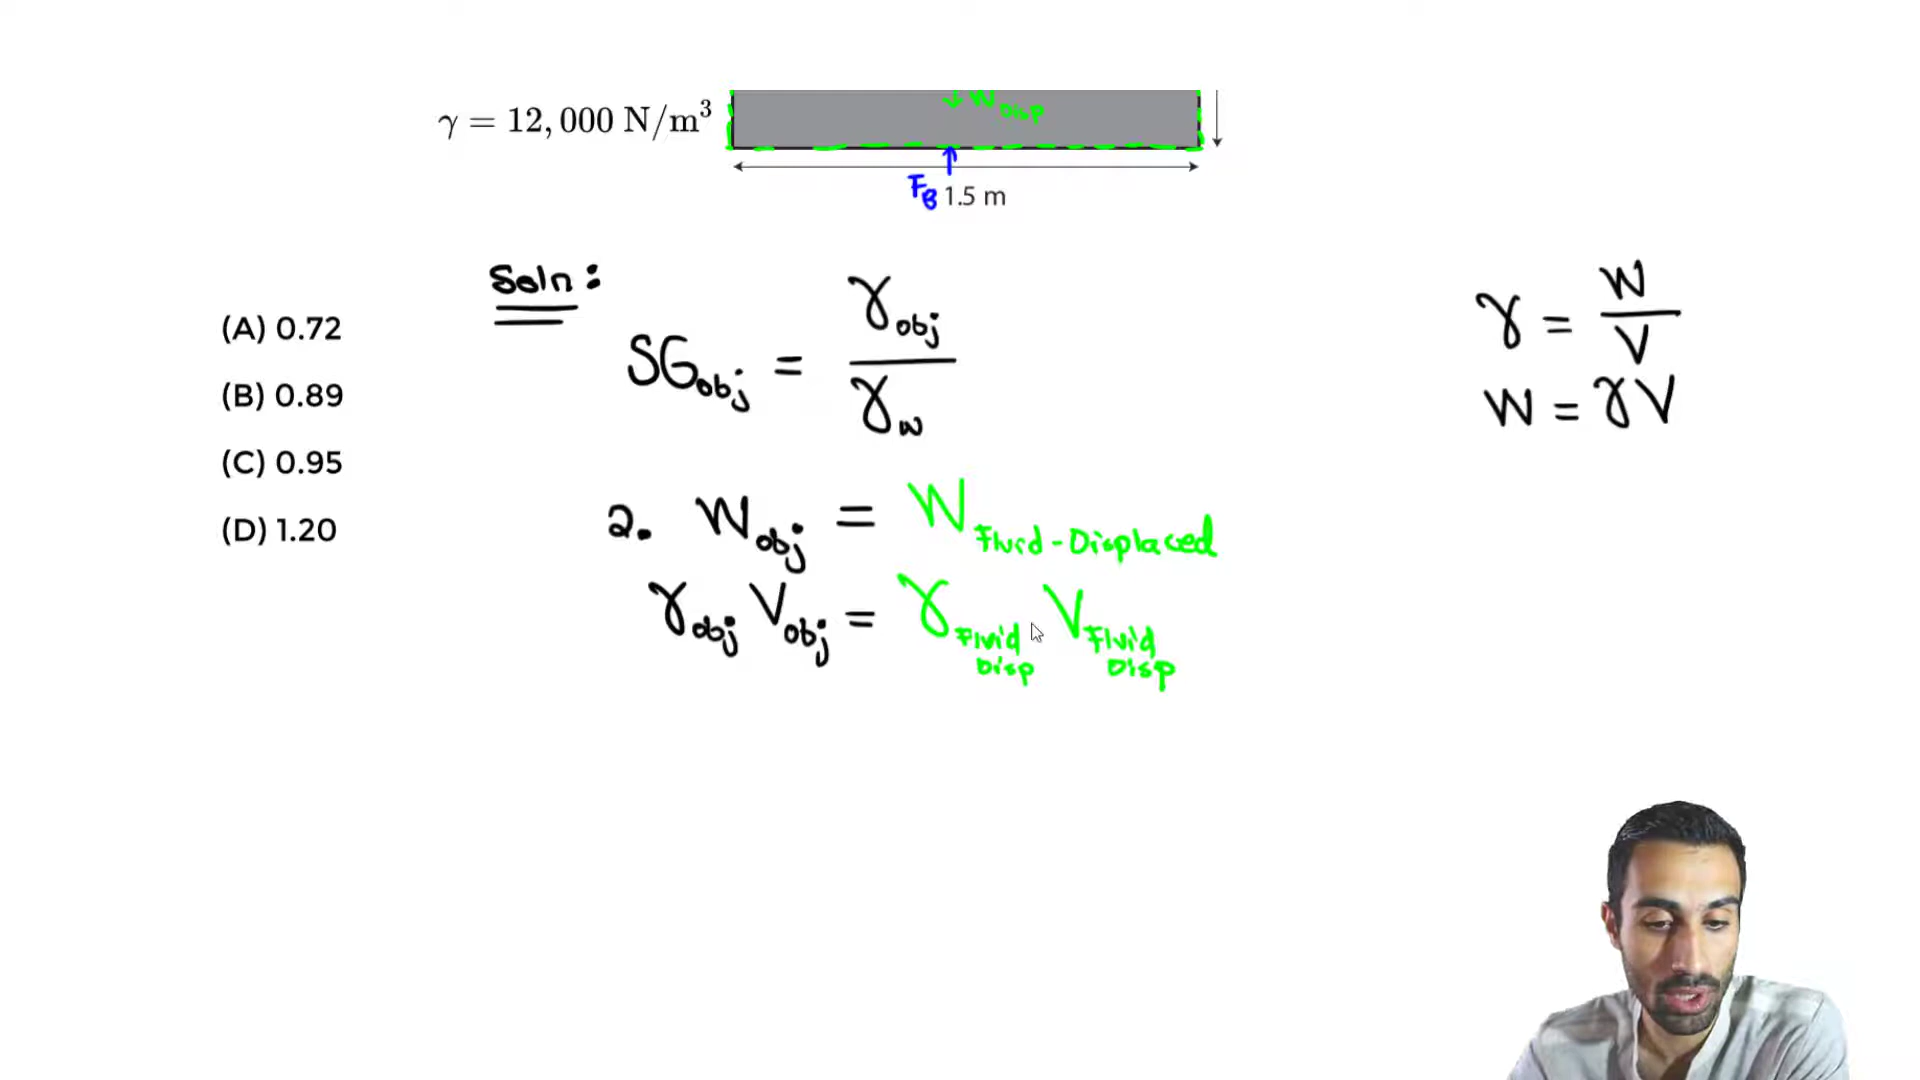 W Disp
γ = 12,000 N/m³
F_B 1.5 m
Soln:
SG_obj = γ_obj / γ_w
γ = W / V
W = γ V
(A) 0.72
(B) 0.89
(C) 0.95
(D) 1.20
2. W_obj = W_Fluid-Displaced
γ_obj V_obj = γ_Fluid Disp V_Fluid Disp